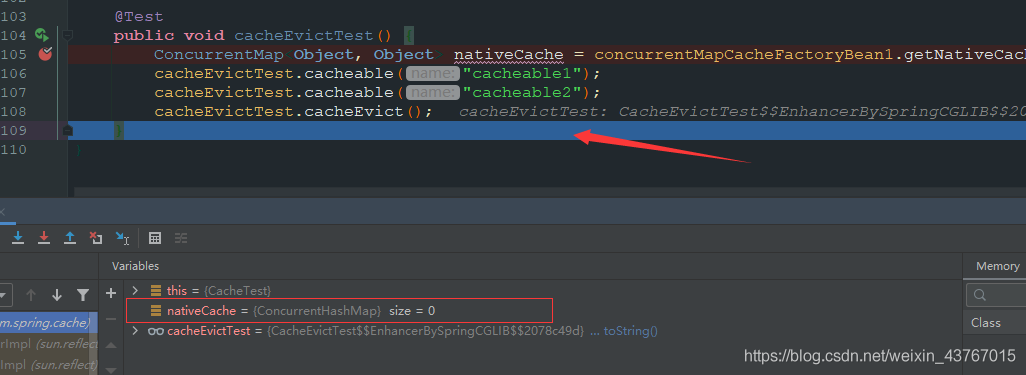 103 @Test
104 public void cacheEvictTest() {
105 ConcurrentMap Object, Object nativeCache = concurrentMapCacheFactoryBean1.getNativeCac
106 cacheEvictTest.cacheable( name: "cacheable1");
107 cacheEvictTest.cacheable( name: "cacheable2");
108 cacheEvictTest.cacheEvict(); cacheEvictTest: CacheEvictTest$$EnhancerBySpringCGLIB$$20
109 }
110
Variables
Memory
this = {CacheTest}
nativeCache = {ConcurrentHashMap} size = 0
Class
m.spring.cache)
cacheEvictTest = {CacheEvictTest$$EnhancerBySpringCGLIB$$2078c49d} ... toString()
rImpl (sun.reflect
Impl (sun.reflect)
https://blog.csdn.net/weixin_43767015